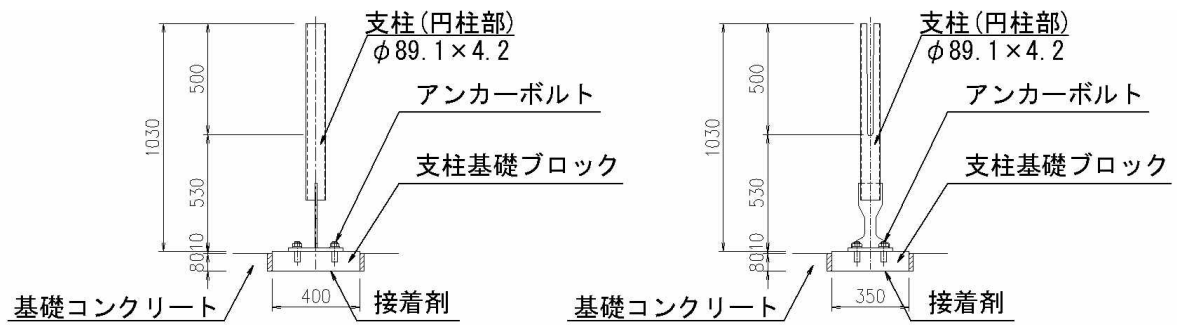 支柱(円柱部)
φ89.1×4.2
アンカーボルト
支柱基礎ブロック
500
1030
530
10
80
400
基礎コンクリート
接着剤
支柱(円柱部)
φ89.1×4.2
アンカーボルト
支柱基礎ブロック
500
1030
530
10
80
350
基礎コンクリート
接着剤